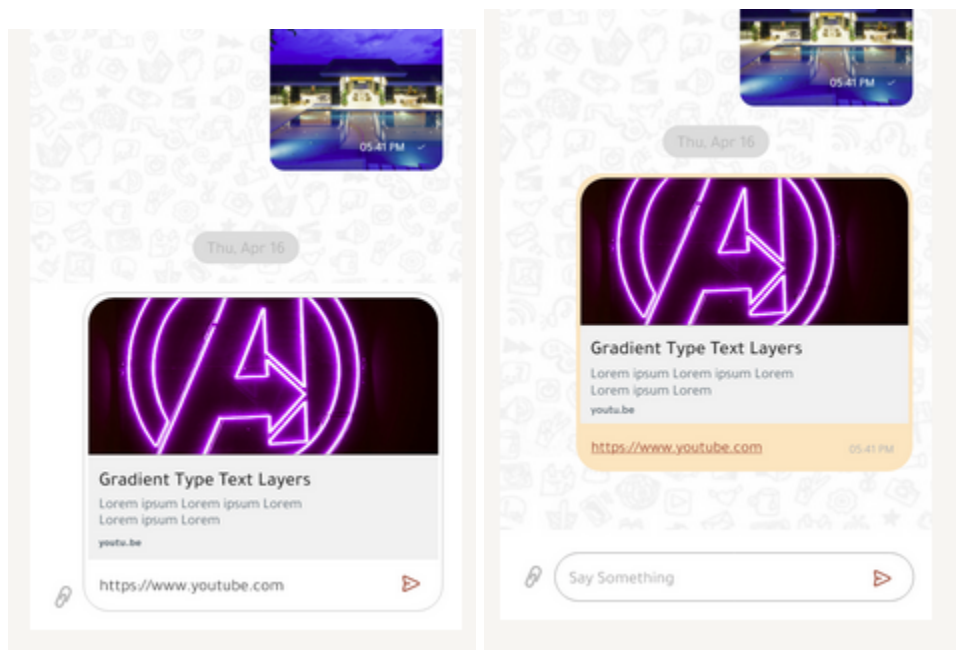 05:41 PM
Thu, Apr 16
Gradient Type Text Layers
Lorem ipsum Lorem ipsum Lorem
Lorem ipsum Lorem
youtu.be
https://www.youtube.com
05:41 PM
Thu, Apr 16
Gradient Type Text Layers
Lorem ipsum Lorem ipsum Lorem
Lorem ipsum Lorem
youtu.be
https://www.youtube.com 05:41 PM
Say Something